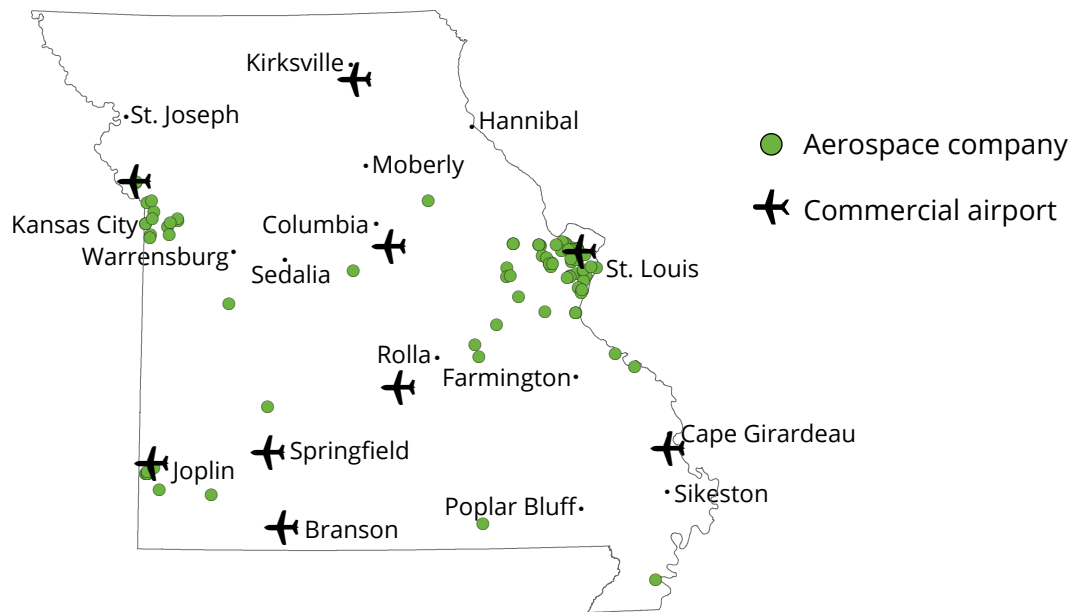 Kirksville
St. Joseph
Hannibal
Aerospace company
Moberly
Commercial airport
Kansas City
Columbia
Warrensburg
Sedalia
St. Louis
Rolla
Farmington
Cape Girardeau
Springfield
Joplin
Sikeston
Poplar Bluff
Branson